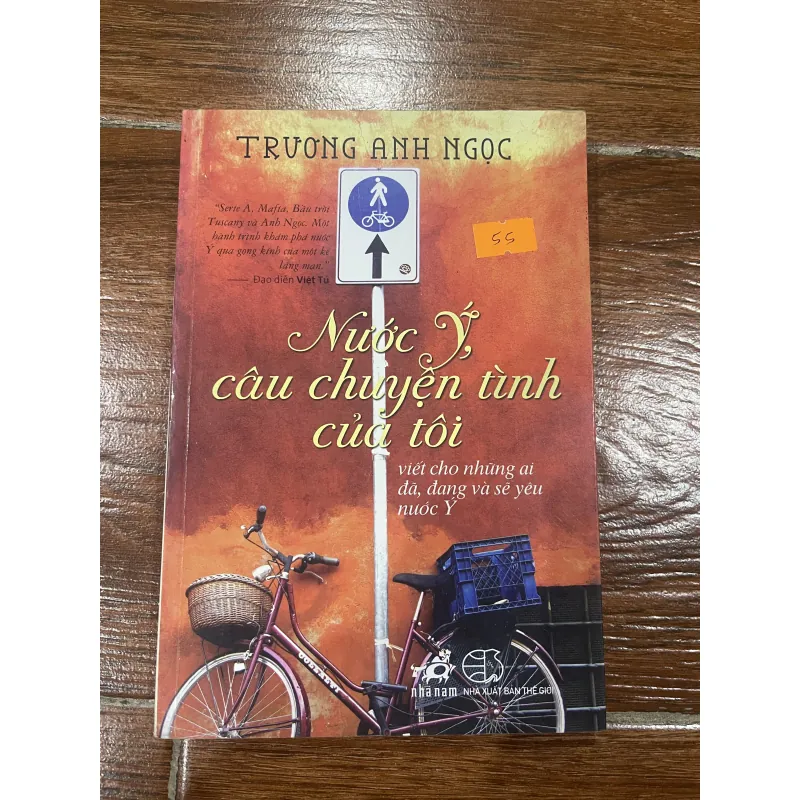 TRƯƠNG ANH NGỌC
"Serie A, Mafia, Bầu trời
Tuscany và Anh Ngọc. Một
hành trình khám phá nước
Ý qua gọng kính của một kẻ
lãng mạn."
—— Đạo diễn Việt Tú
55
Nước Ý,
câu chuyện tình
của tôi
viết cho những ai
đã, đang và sẽ yêu
nước Ý
nhã nam
NHÀ XUẤT BẢN THẾ GIỚI